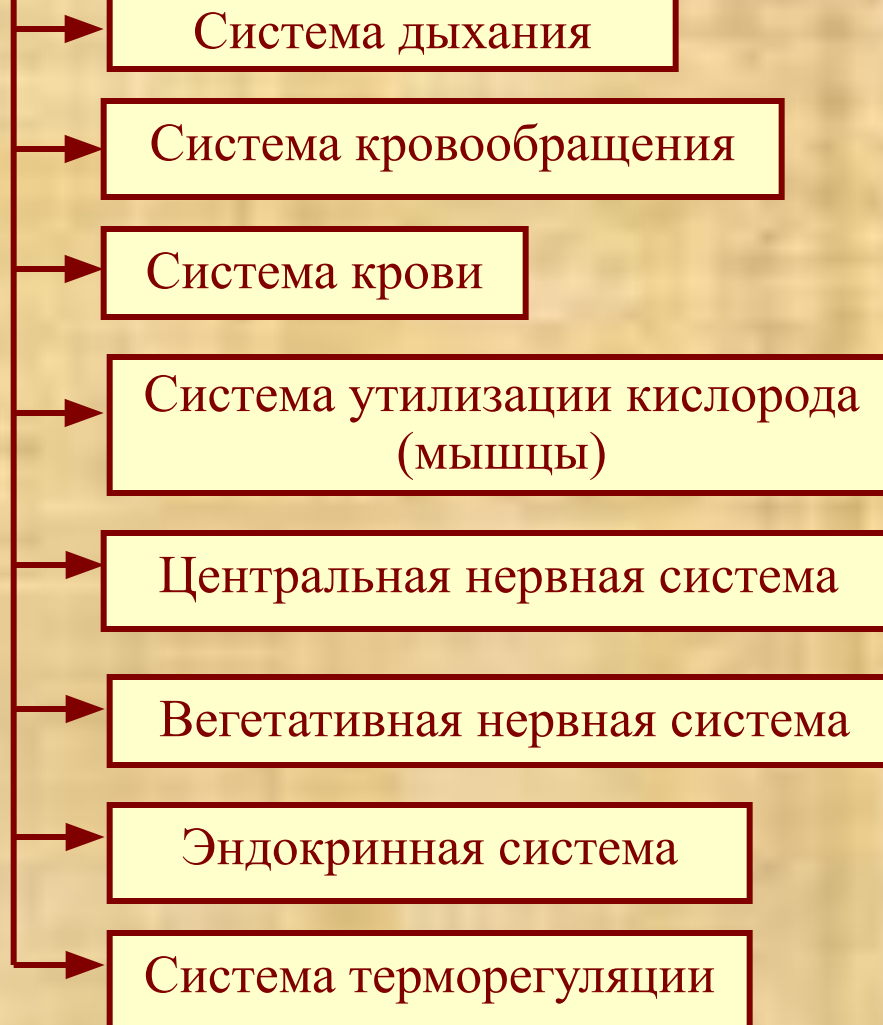 Система дыхания
Система кровообращения
Система крови
Система утилизации кислорода
(мышцы)
Центральная нервная система
Вегетативная нервная система
Эндокринная система
Система терморегуляции